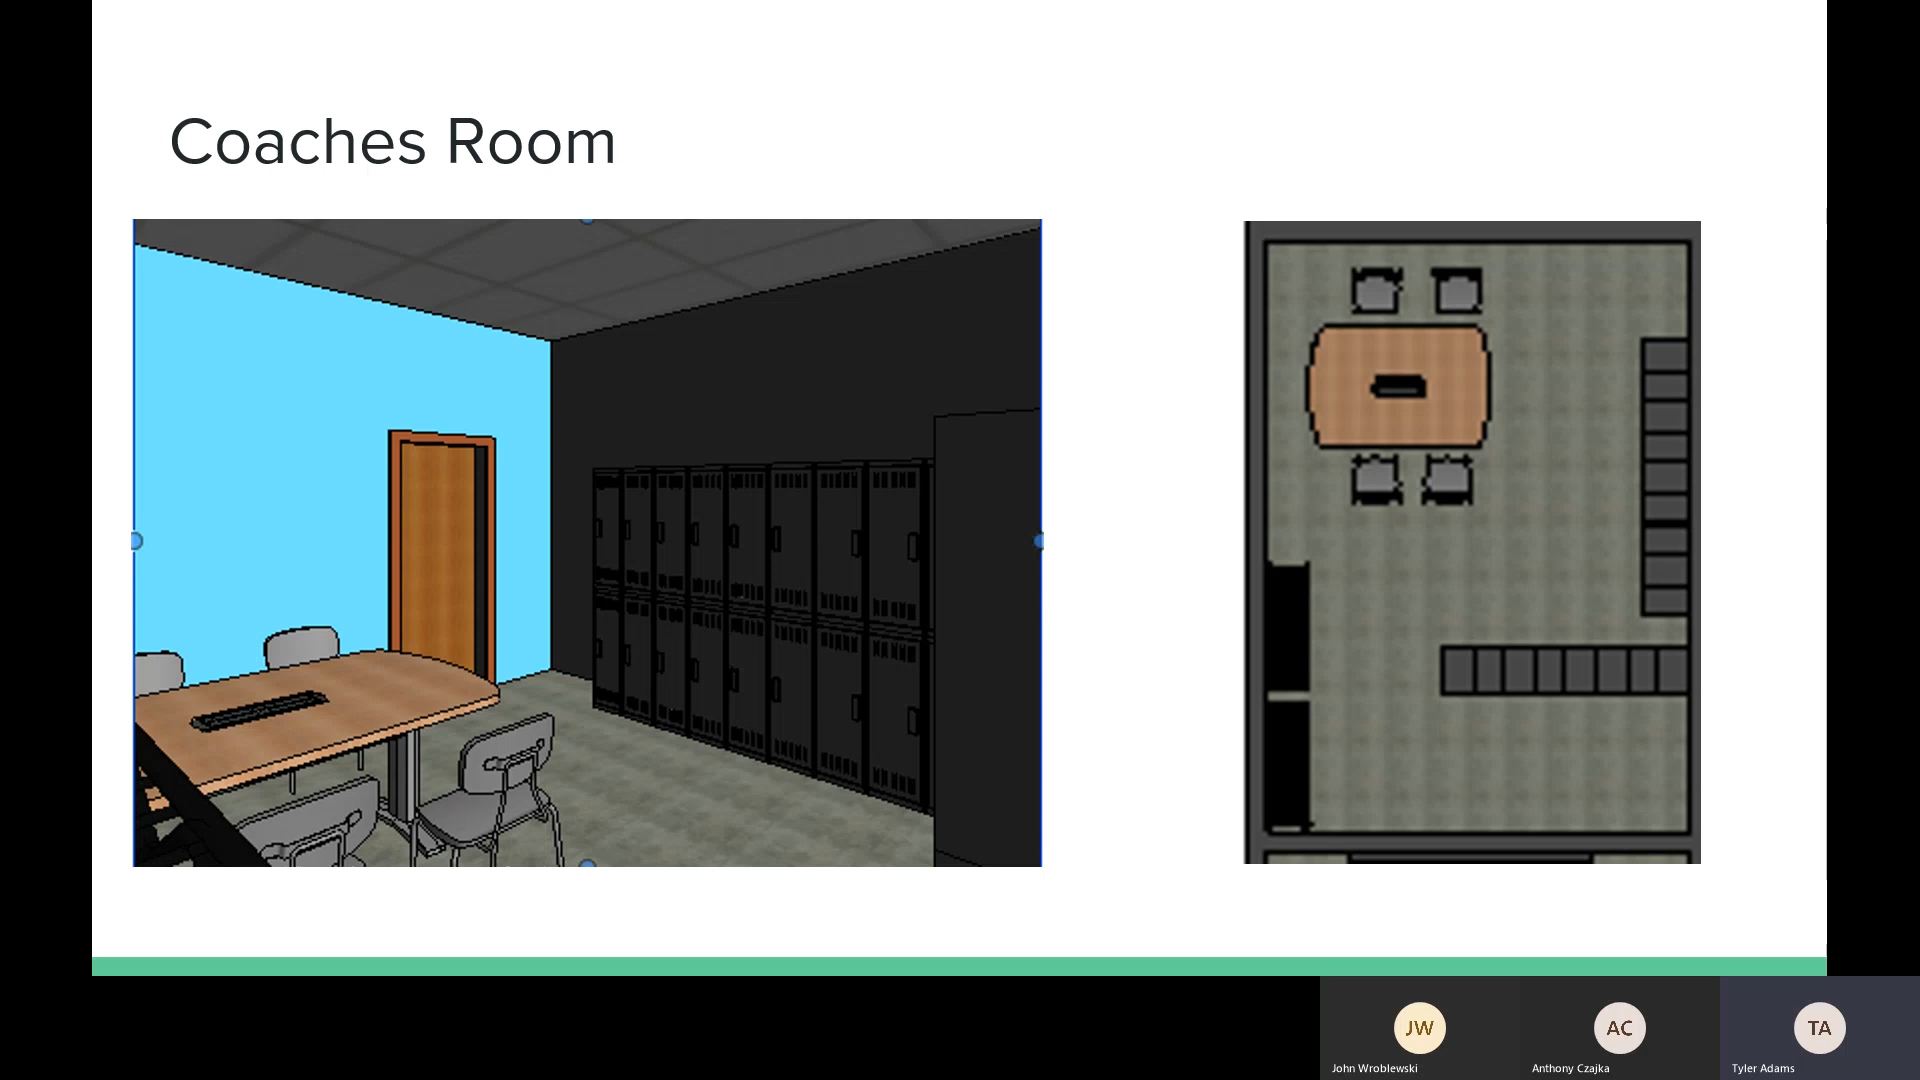 Coaches Room
JW
AC
TA
John Wroblewski
Anthony Czajka
Tyler Adams